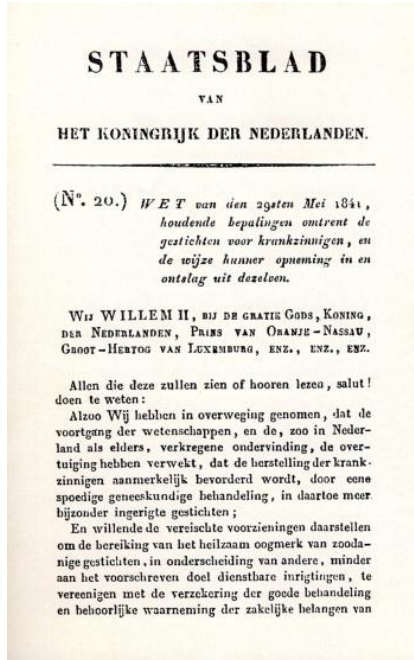 STAATSBLAD
VAN
HET KONINGRIJK DER NEDERLANDEN.
(Nº. 20.) WET van den 29sten Mei 1841,
houdende bepalingen omtrent de
gestichten voor krankzinnigen, en
de wijze hunner opneming in en
ontslag uit dezelven.
WIJ WILLEM II, BIJ DE GRATIE GODS, KONING,
DER NEDERLANDEN, PRINS VAN ORANJE-NASSAU,
GROOT-HERTOG VAN LUXEMBURG, ENZ., ENZ., ENZ.
Allen die deze zullen zien of hooren lezen, salut!
doen te weten:
Alzoo Wij hebben in overweging genomen, dat de
voortgang der wetenschappen, en de, zoo in Neder-
land als elders, verkregene ondervinding, de over-
tuiging hebben verwekt, dat de herstelling der krank-
zinnigen aanmerkelijk bevorderd wordt, door eene
spoedige geneeskundige behandeling, in daartoe meer
bijzonder ingerigte gestichten;
En willende de vereischte voorzieningen daarstellen
om de bereiking van het heilzaam oogmerk van zooda-
nige gestichten, in onderscheiding van andere, minder
aan het voorschreven doel dienstbare inrigtingen, te
vereenigen met de verzekering der goede behandeling
en behoorlijke waarneming der zakelijke belangen van